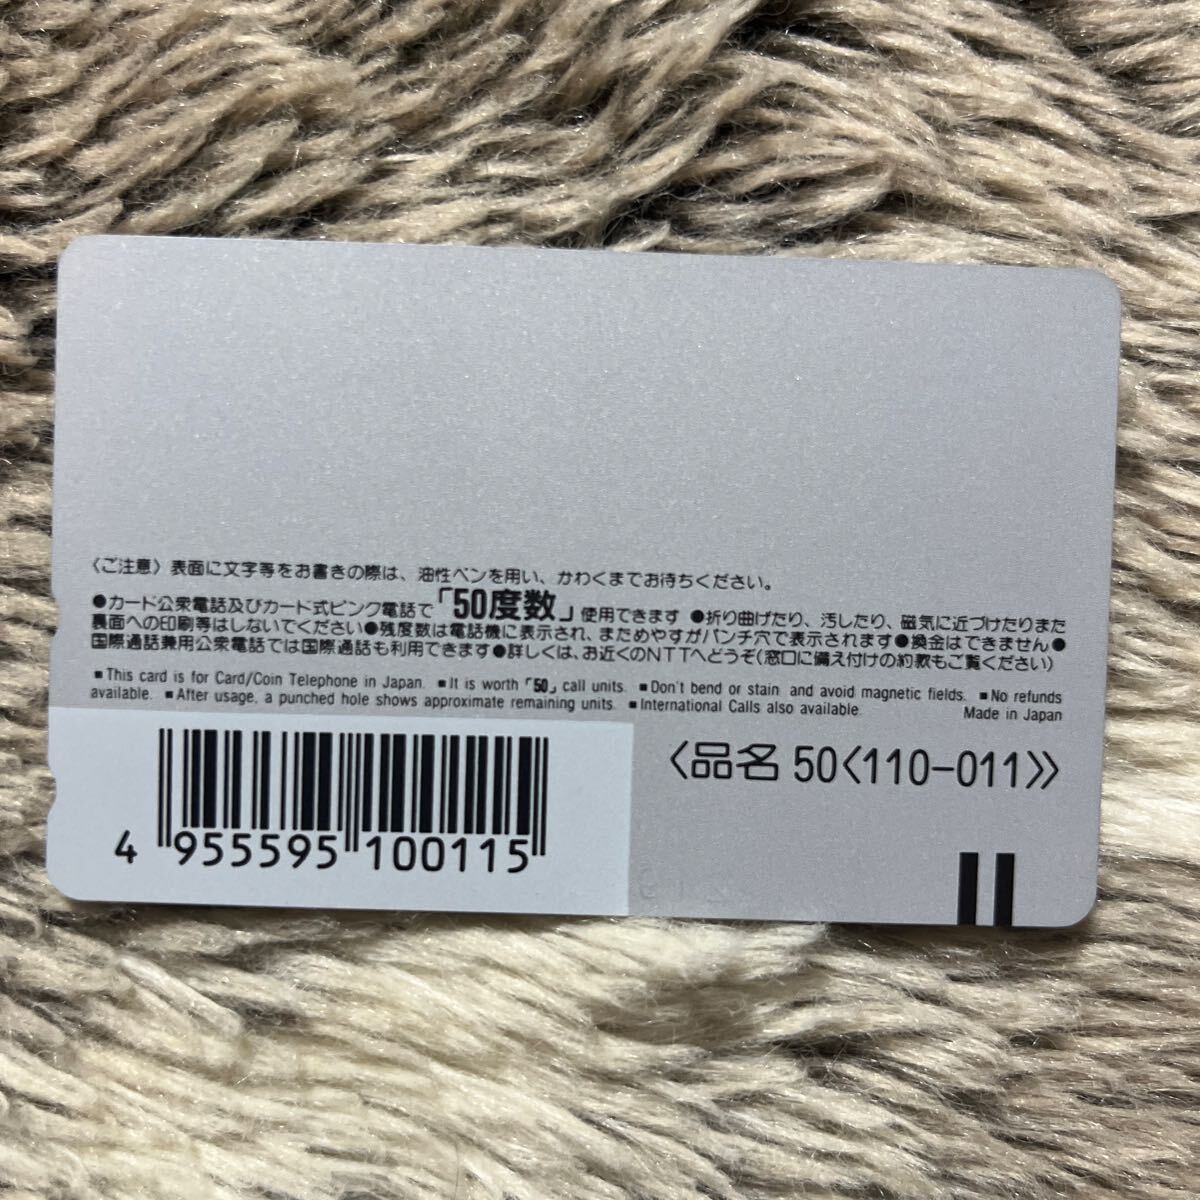 〈ご注意〉表面に文字等をお書きの際は、油性ペンを用い、かわくまでお待ちください。
●カード公衆電話及びカード式ピンク電話で「50度数」使用できます ●折り曲げたり、汚したり、磁気に近づけたりまた
裏面への印刷等はしないでください●残度数は電話機に表示され、まためやすがパンチ穴で表示されます●換金はできません●
国際通話兼用公衆電話では国際通話も利用できます●詳しくは、お近くのNTTへどうぞ(窓口に備え付けの約款もご覧ください)
■This card is for Card/Coin Telephone in Japan. ■It is worth「50」call units. ■Don't bend or stain and avoid magnetic fields. ■No refunds
available. ■After usage, a punched hole shows approximate remaining units. ■International Calls also available.
Made in Japan
〈品名 50〈110-011〉〉
4 955595 100115